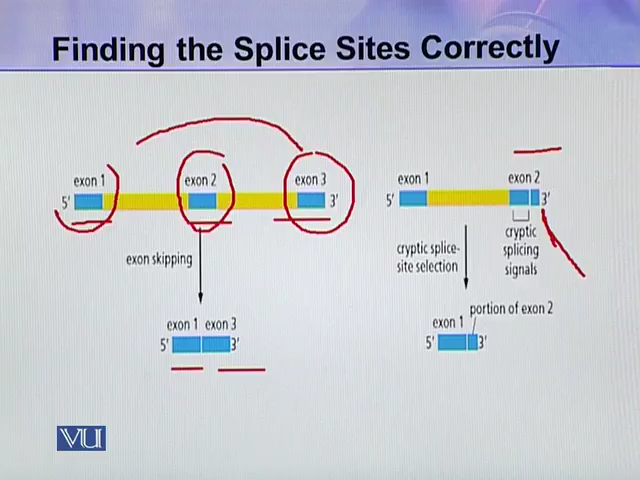 Finding the Splice Sites Correctly
exon 1
exon 2
exon 3
5'
3'
exon skipping
exon 1 exon 3
5'
3'
exon 1
exon 2
5'
3'
cryptic splice-
site selection
cryptic
splicing
signals
portion of exon 2
exon 1
5'
3'
VU